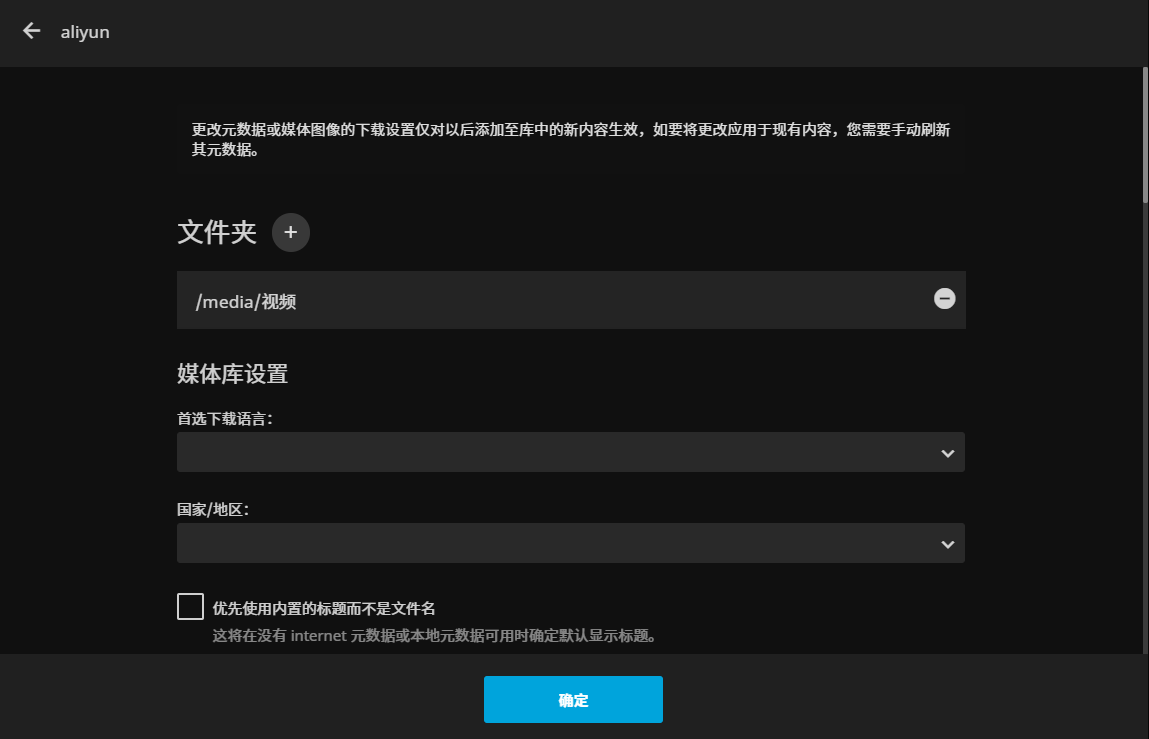 aliyun
更改元数据或媒体图像的下载设置仅对以后添加至库中的新内容生效，如要将更改应用于现有内容，您需要手动刷新
其元数据。
文件夹
/media/视频
媒体库设置
首选下载语言：
国家/地区：
优先使用内置的标题而不是文件名
这将在没有 internet 元数据或本地元数据可用时确定默认显示标题。
确定